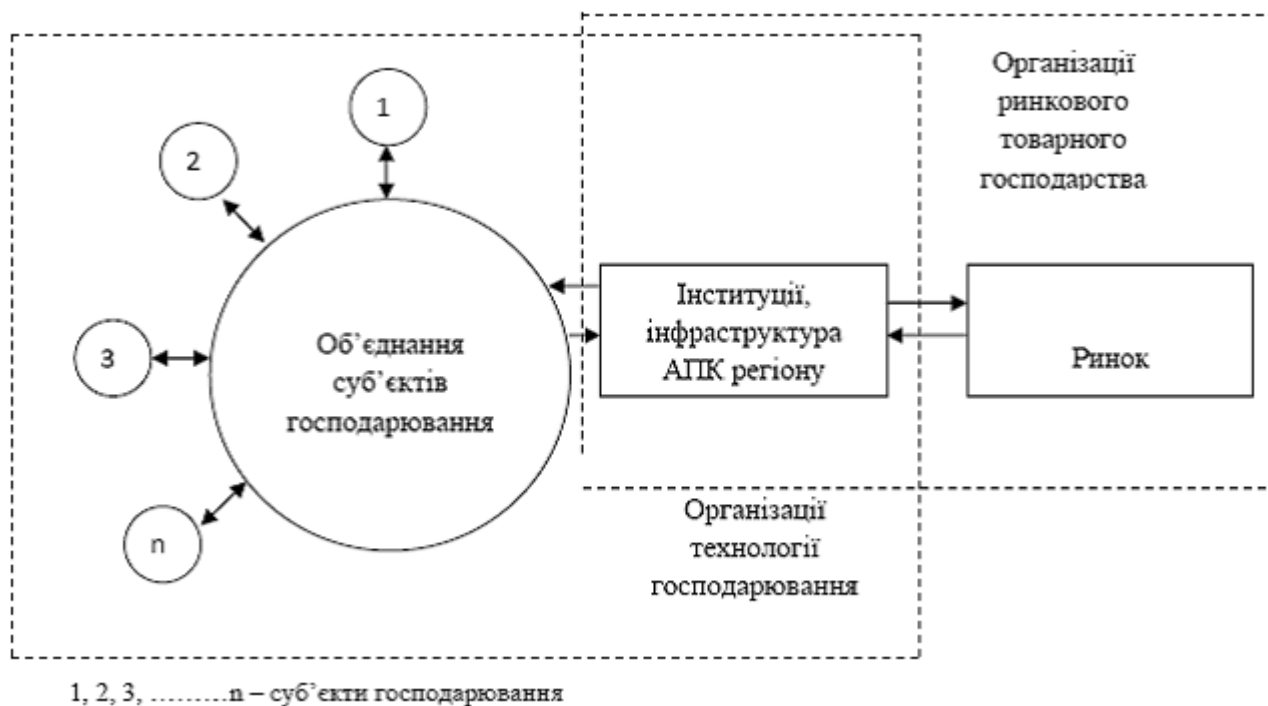 Організації
ринкового
товарного
господарства
1
2
3
n
Об’єднання
суб’єктів
господарювання
Інституції,
інфраструктура
АПК регіону
Ринок
Організації
технології
господарювання
1, 2, 3, ………n – суб’єкти господарювання